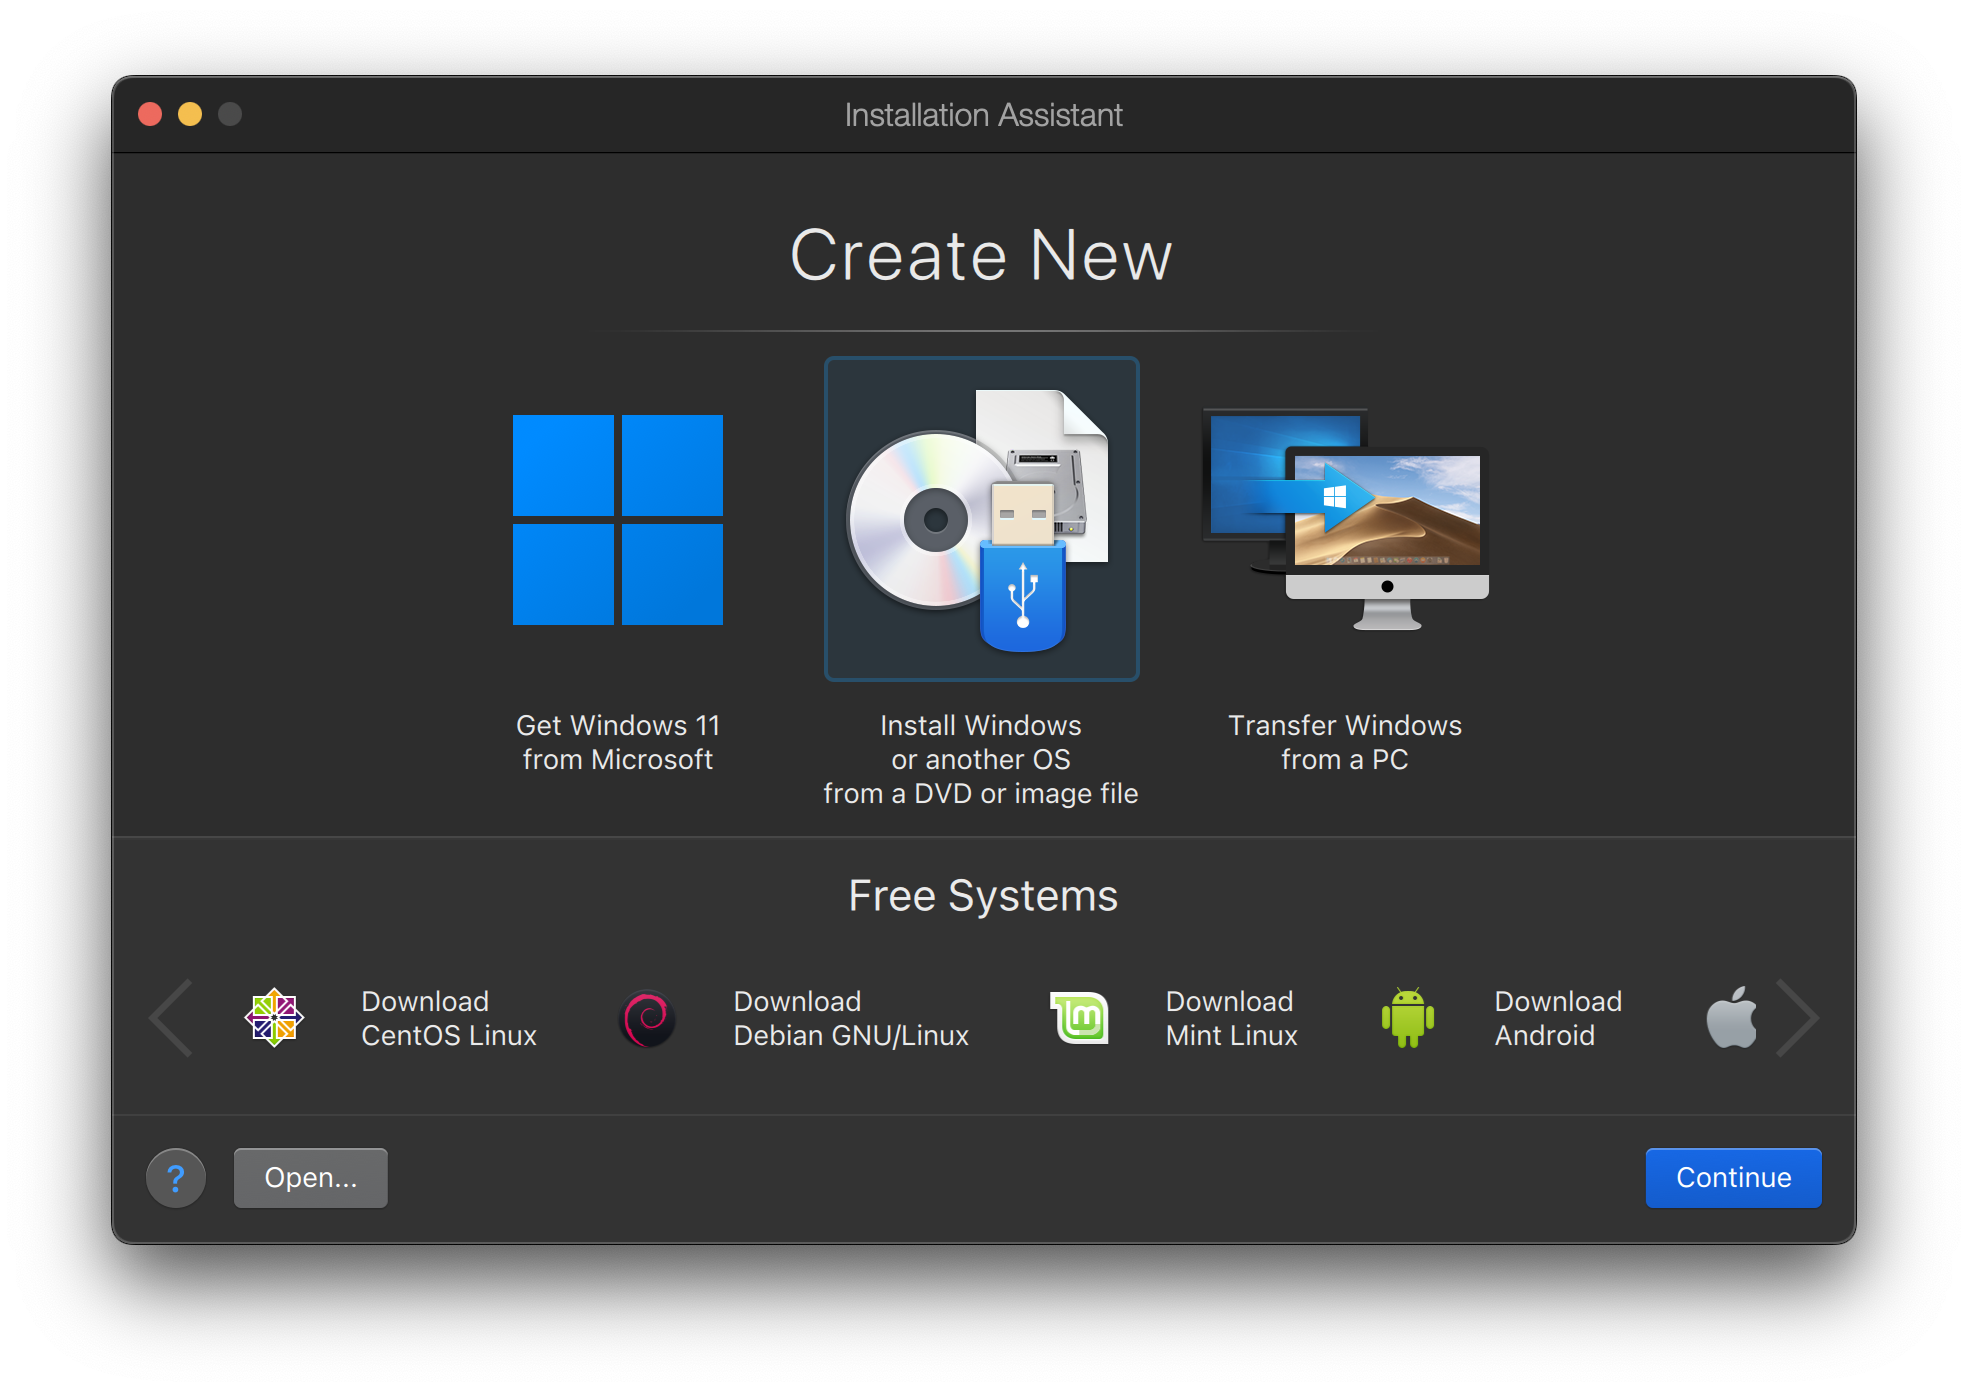 Installation Assistant
Create New
Get Windows 11
from Microsoft
Install Windows
or another OS
from a DVD or image file
Transfer Windows
from a PC
Free Systems
Download
CentOS Linux
Download
Debian GNU/Linux
Download
Mint Linux
Download
Android
?
Open...
Continue